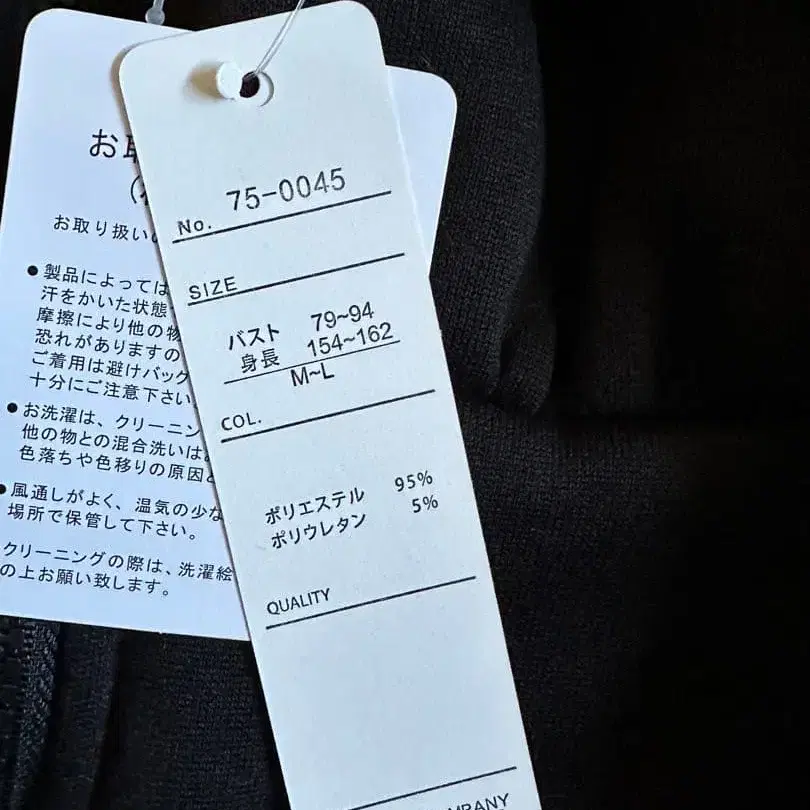 No. 75-0045
SIZE
バスト 79~94
身長 154~162
M~L
COL.
ポリエステル 95%
ポリウレタン 5%
QUALITY
お
お取り扱い
●製品によっては
汗をかいた状態
摩擦により他の物
恐れがありますの
ご着用は避けバック
十分にご注意下さい
●お洗濯は、クリーニン
他の物との混合洗いは
色落ちや色移りの原因と
●風通しがよく、温気の少な
場所で保管して下さい。
クリーニングの際は、洗濯絵
の上お願い致します。